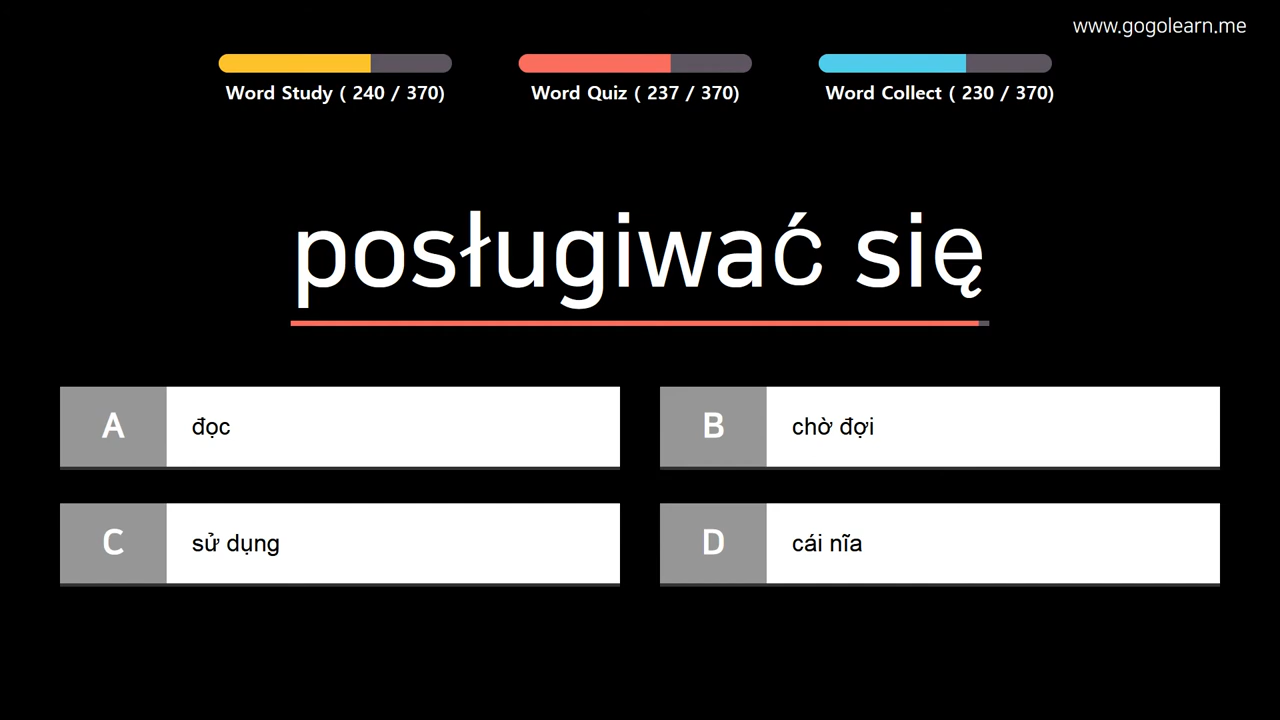 www.gogolearn.me
Word Study ( 240 / 370)
Word Quiz ( 237 / 370)
Word Collect ( 230 / 370)
posługiwać się
A đọc
B chờ đợi
C sử dụng
D cái nĩa